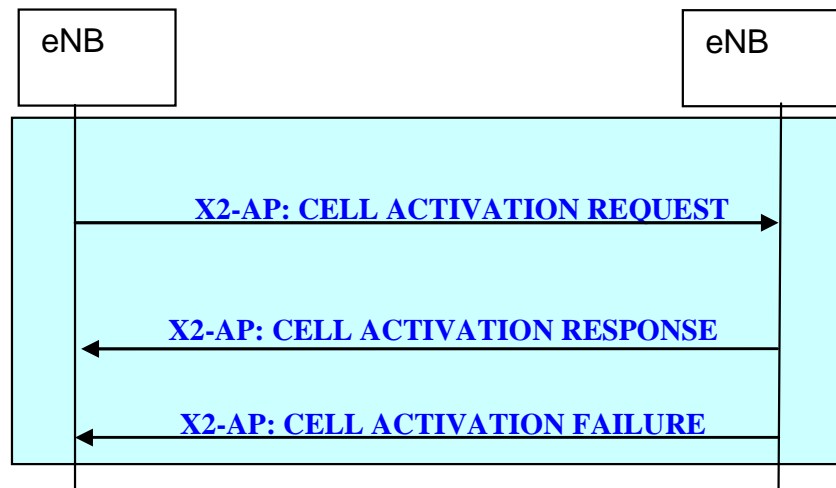 eNB
eNB
X2-AP: CELL ACTIVATION REQUEST
X2-AP: CELL ACTIVATION RESPONSE
X2-AP: CELL ACTIVATION FAILURE